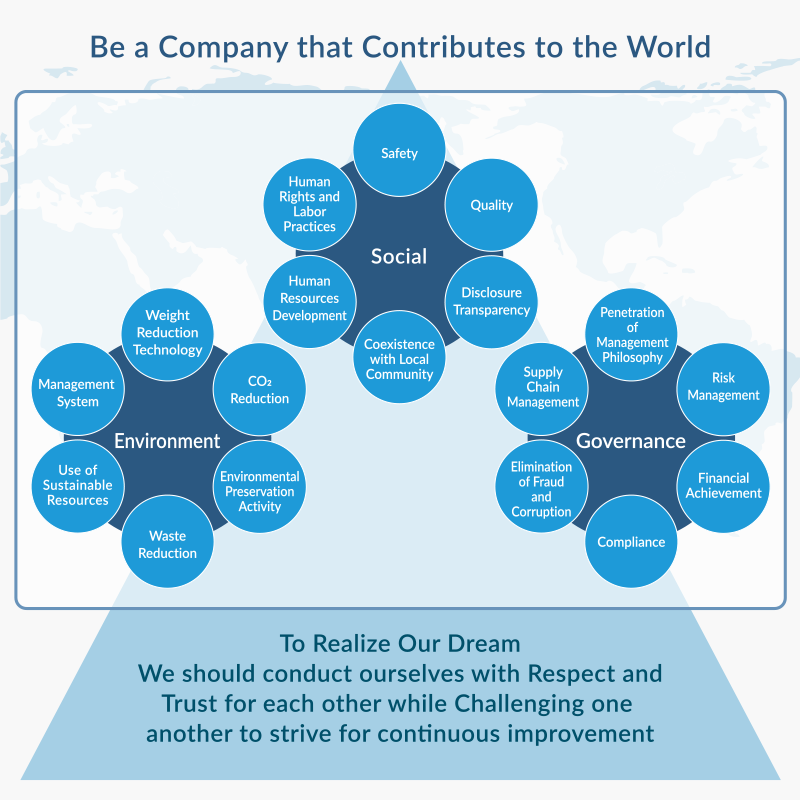 Be a Company that Contributes to the World
Safety
Human
Rights and
Labor
Practices
Quality
Social
Human
Resources
Development
Disclosure
Transparency
Coexistence
with Local
Community
Weight
Reduction
Technology
Management
System
CO₂
Reduction
Environment
Use of
Sustainable
Resources
Environmental
Preservation
Activity
Waste
Reduction
Penetration
of
Management
Philosophy
Supply
Chain
Management
Risk
Management
Governance
Elimination
of Fraud
and
Corruption
Financial
Achievement
Compliance
To Realize Our Dream
We should conduct ourselves with Respect and
Trust for each other while Challenging one
another to strive for continuous improvement